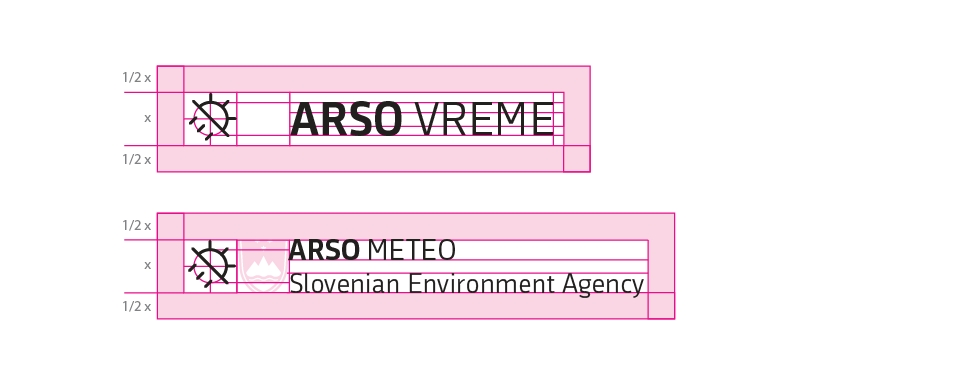 1/2 x
x
ARSO VREME
1/2 x
1/2 x
ARSO METEO
x
Slovenian Environment Agency
1/2 x